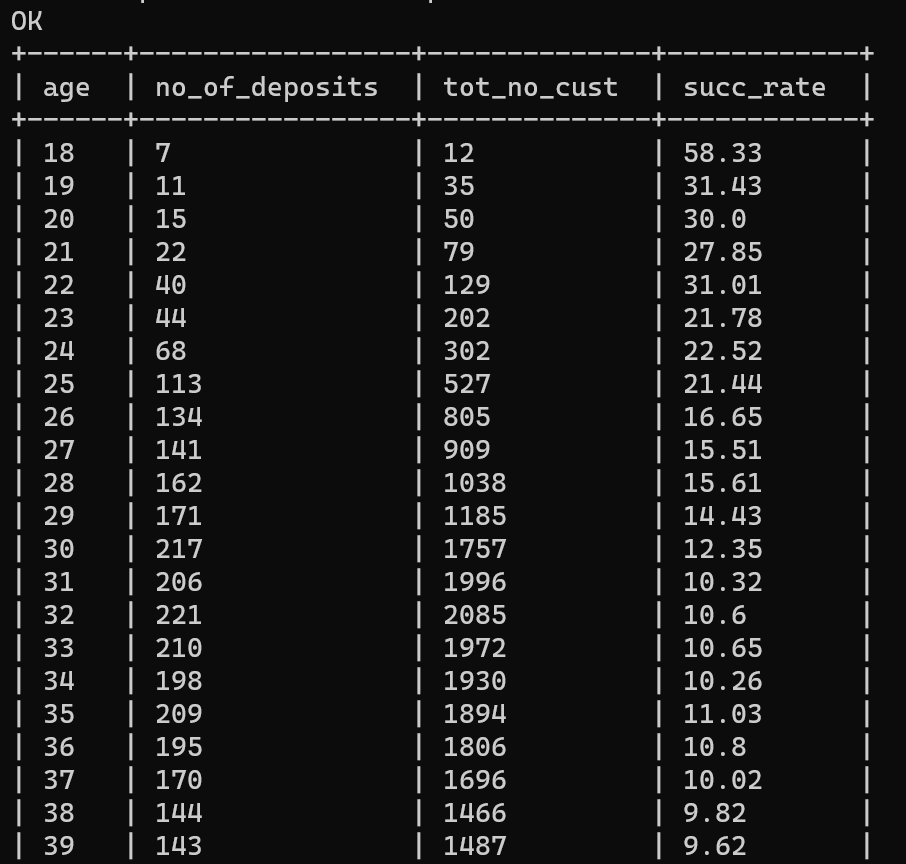 OK
+------+-----------------+--------------+------------+
| age  | no_of_deposits  | tot_no_cust  | succ_rate  |
+------+-----------------+--------------+------------+
| 18   | 7               | 12           | 58.33      |
| 19   | 11              | 35           | 31.43      |
| 20   | 15              | 50           | 30.0       |
| 21   | 22              | 79           | 27.85      |
| 22   | 40              | 129          | 31.01      |
| 23   | 44              | 202          | 21.78      |
| 24   | 68              | 302          | 22.52      |
| 25   | 113             | 527          | 21.44      |
| 26   | 134             | 805          | 16.65      |
| 27   | 141             | 909          | 15.51      |
| 28   | 162             | 1038         | 15.61      |
| 29   | 171             | 1185         | 14.43      |
| 30   | 217             | 1757         | 12.35      |
| 31   | 206             | 1996         | 10.32      |
| 32   | 221             | 2085         | 10.6       |
| 33   | 210             | 1972         | 10.65      |
| 34   | 198             | 1930         | 10.26      |
| 35   | 209             | 1894         | 11.03      |
| 36   | 195             | 1806         | 10.8       |
| 37   | 170             | 1696         | 10.02      |
| 38   | 144             | 1466         | 9.82       |
| 39   | 143             | 1487         | 9.62       |